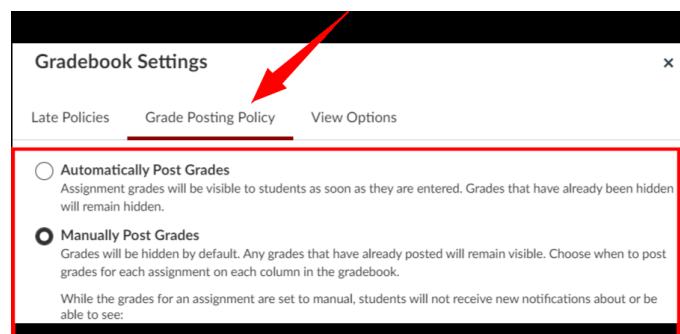 Gradebook Settings
×
Late Policies Grade Posting Policy View Options
Automatically Post Grades
Assignment grades will be visible to students as soon as they are entered. Grades that have already been hidden
will remain hidden.
Manually Post Grades
Grades will be hidden by default. Any grades that have already posted will remain visible. Choose when to post
grades for each assignment on each column in the gradebook.
While the grades for an assignment are set to manual, students will not receive new notifications about or be
able to see: